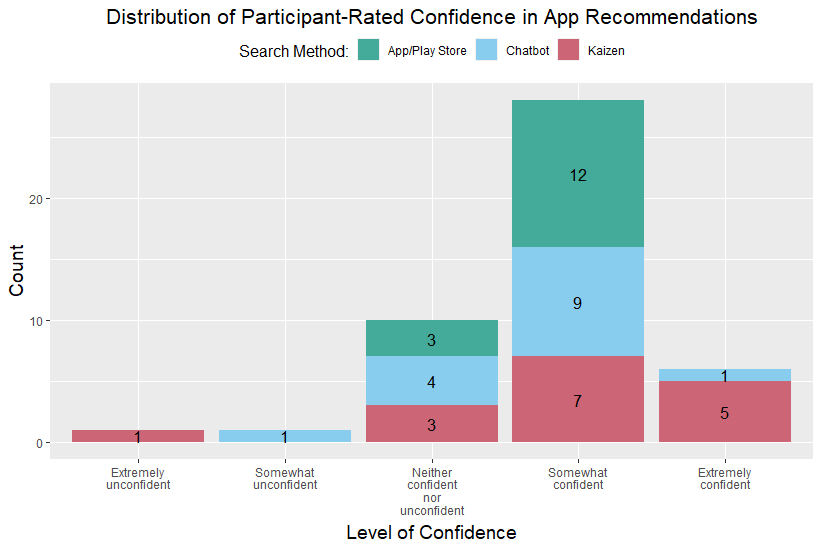 Distribution of Participant-Rated Confidence in App Recommendations
Search Method: App/Play Store Chatbot Kaizen
Count
20
10
0
12
9
7
3
4
3
1
5
1
1
Extremely
unconfident
Somewhat
unconfident
Neither
confident
nor
unconfident
Somewhat
confident
Extremely
confident
Level of Confidence